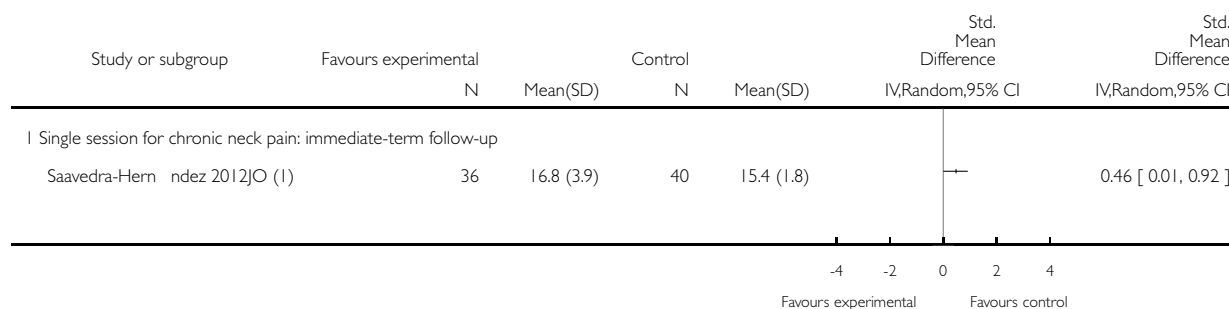 Std.
Mean
Difference
Std.
Mean
Difference
Study or subgroup Favours experimental Control
N Mean(SD) N Mean(SD) IV,Random,95% CI IV,Random,95% CI
1 Single session for chronic neck pain: immediate-term follow-up
Saavedra-Hern ndez 2012JO (1) 36 16.8 (3.9) 40 15.4 (1.8) 0.46 [ 0.01, 0.92 ]
-4 -2 0 2 4
Favours experimental Favours control